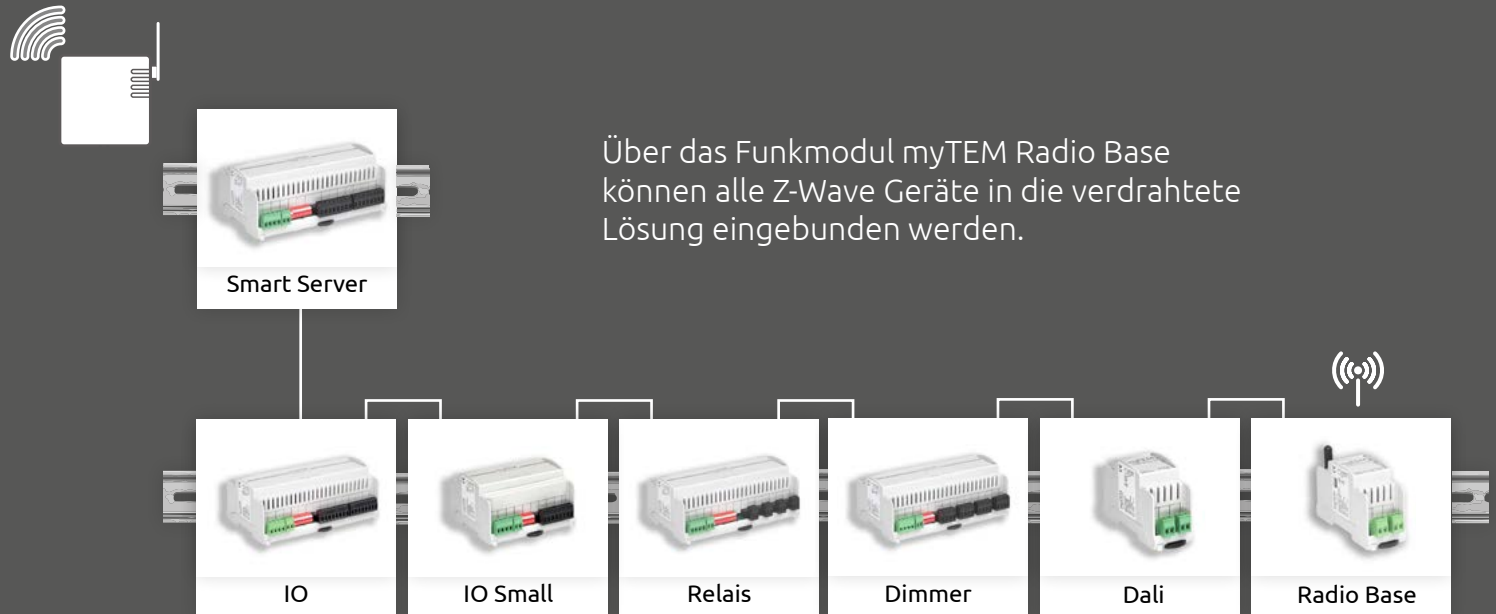 Über das Funkmodul myTEM Radio Base
können alle Z-Wave Geräte in die verdrahtete
Lösung eingebunden werden.
Smart Server
IO
IO Small
Relais
Dimmer
Dali
Radio Base